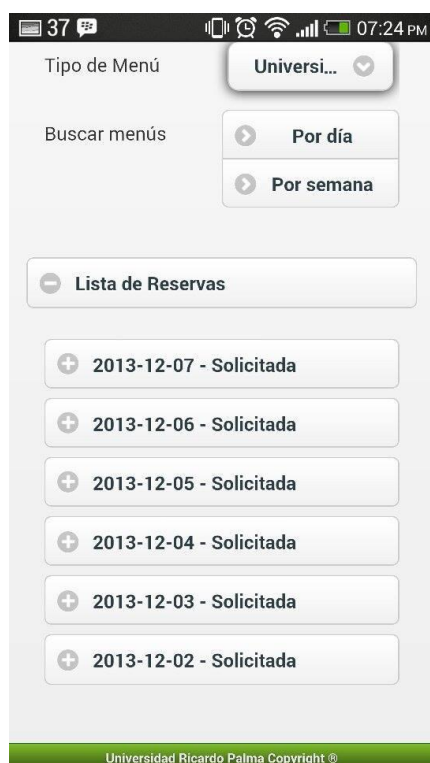 37 07:24 PM
Tipo de Menú Universi...
Buscar menús Por día
Por semana
Lista de Reservas
2013-12-07 - Solicitada
2013-12-06 - Solicitada
2013-12-05 - Solicitada
2013-12-04 - Solicitada
2013-12-03 - Solicitada
2013-12-02 - Solicitada
Universidad Ricardo Palma Copyright ®